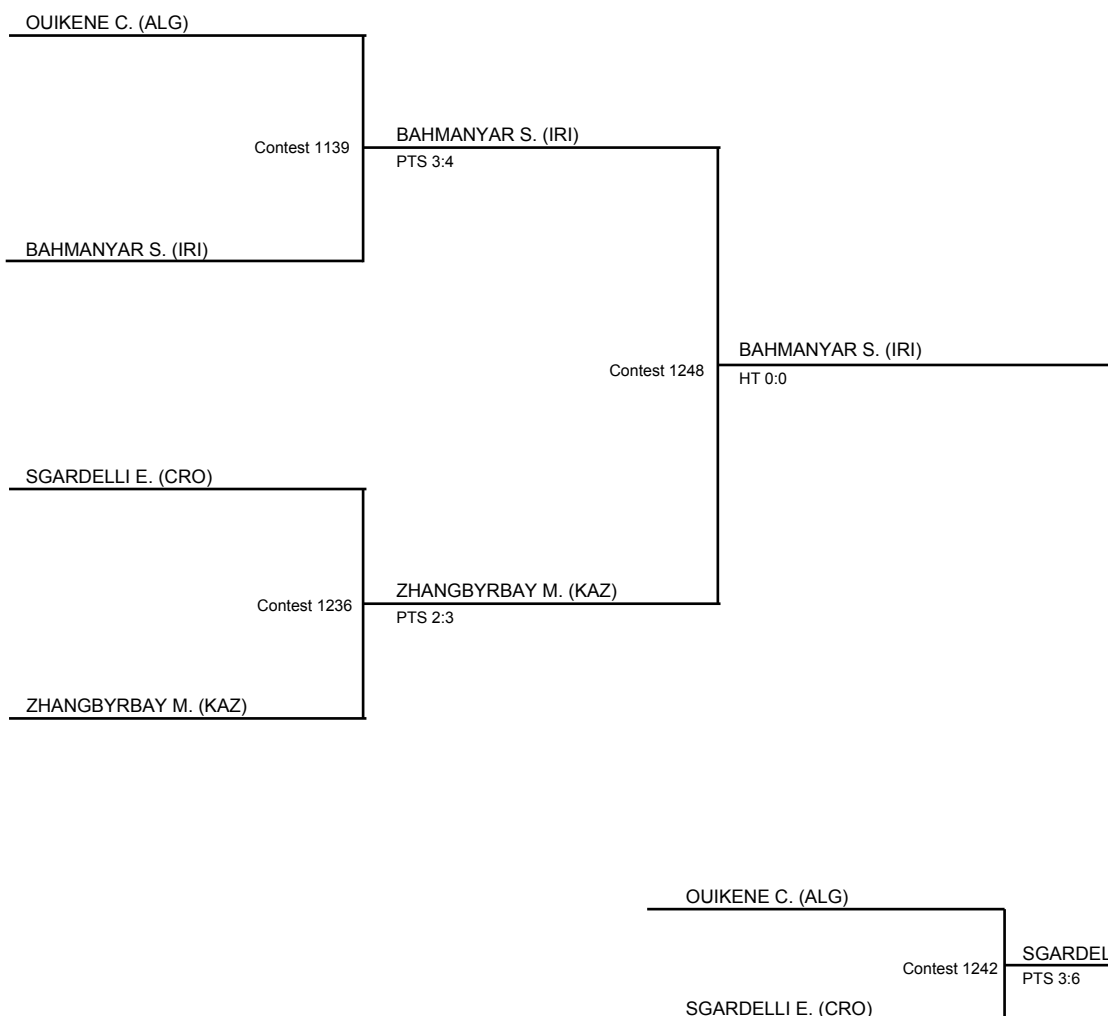 OUIKENE C. (ALG)
Contest 1139
BAHMANYAR S. (IRI)
PTS 3:4
BAHMANYAR S. (IRI)
Contest 1248
BAHMANYAR S. (IRI)
HT 0:0
SGARDELLI E. (CRO)
Contest 1236
ZHANGBYRBAY M. (KAZ)
PTS 2:3
ZHANGBYRBAY M. (KAZ)
OUIKENE C. (ALG)
Contest 1242
SGARDEL
PTS 3:6
SGARDELLI E. (CRO)